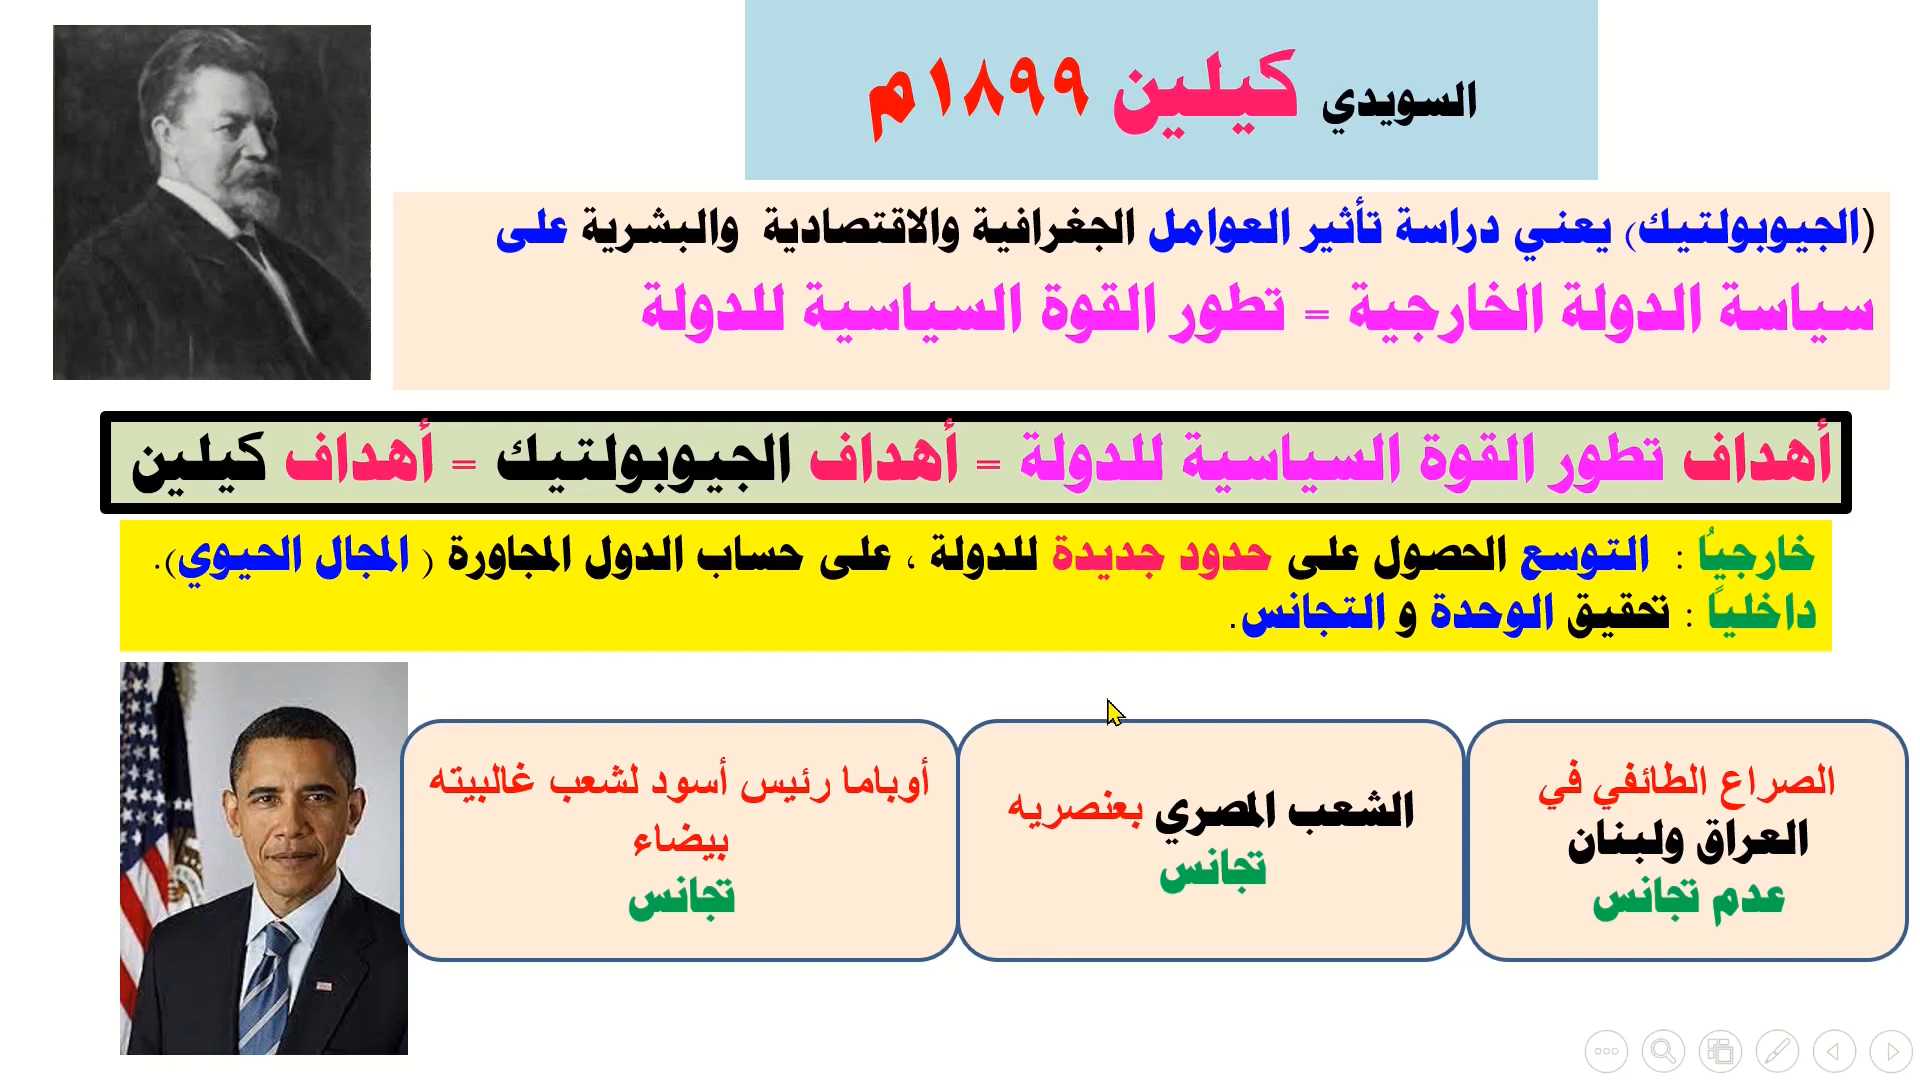 السويدي كيلين ١٨٩٩م
(الجيوبولتيك) يعني دراسة تأثير العوامل الجغرافية والاقتصادية والبشرية على
سياسة الدولة الخارجية = تطور القوة السياسية للدولة
أهداف تطور القوة السياسية للدولة = أهداف الجيوبولتيك = أهداف كيلين
خارجياُ : التوسع الحصول على حدود جديدة للدولة ، على حساب الدول المجاورة ( المجال الحيوي).
داخلياً : تحقيق الوحدة و التجانس.
الصراع الطائفي في
العراق ولبنان
عدم تجانس
الشعب المصري بعنصريه
تجانس
أوباما رئيس أسود لشعب غالبيته
بيضاء
تجانس